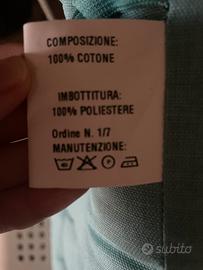 COMPOSIZIONE:
100% COTONE
IMBOTTITURA:
100% POLIESTERE
Ordine N. 1/7
MANUTENZIONE:
subito